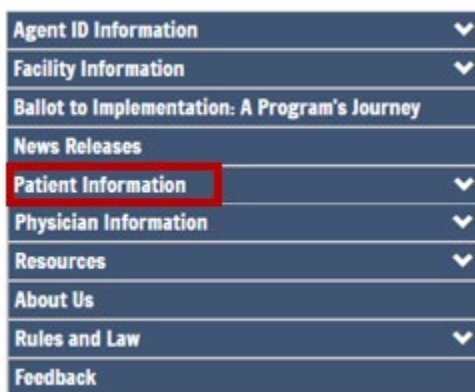 Agent ID Information
Facility Information
Ballot to Implementation: A Program's Journey
News Releases
Patient Information
Physician Information
Resources
About Us
Rules and Law
Feedback